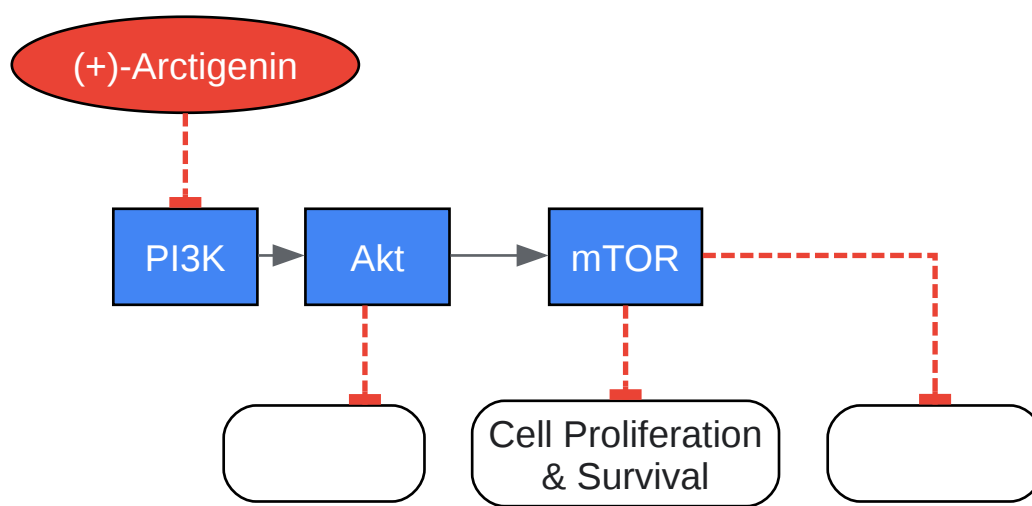 (+)-Arctigenin
PI3K
Akt
mTOR
Cell Proliferation
& Survival